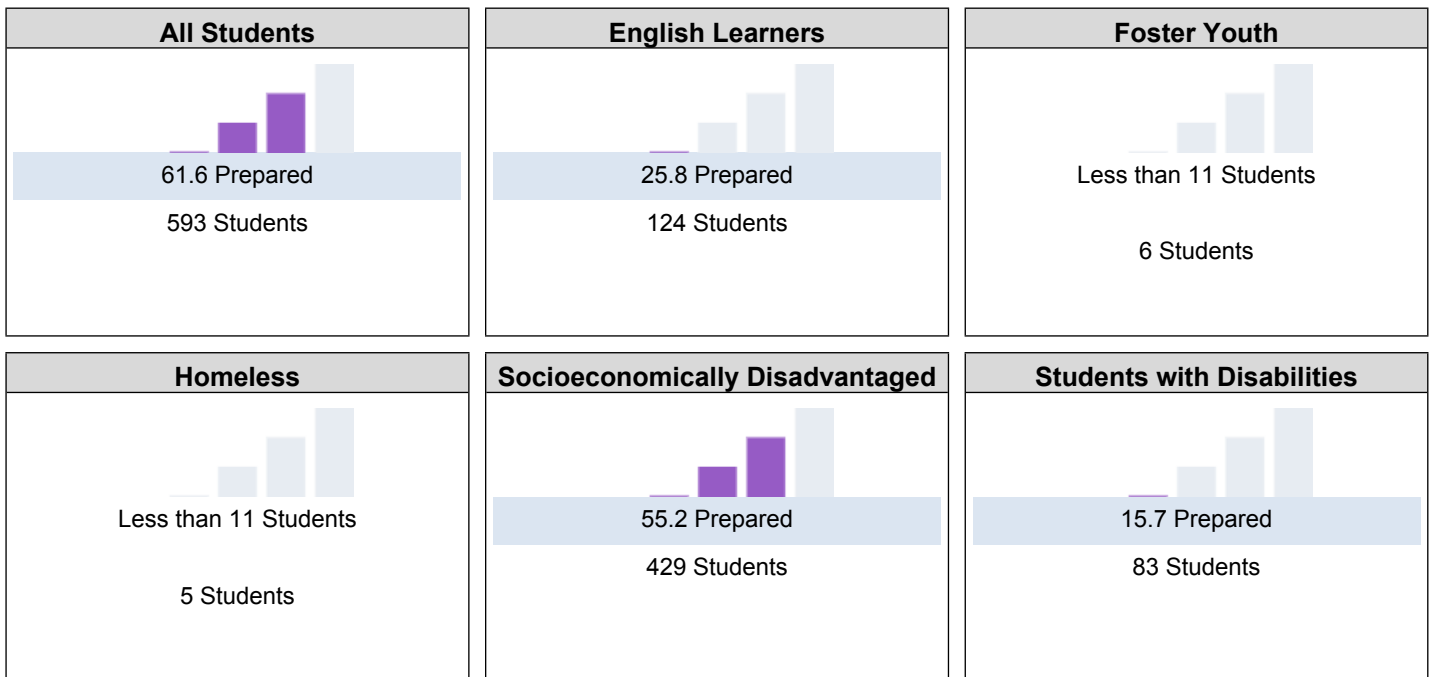 All Students
61.6 Prepared
593 Students
English Learners
25.8 Prepared
124 Students
Foster Youth
Less than 11 Students
6 Students
Homeless
Less than 11 Students
5 Students
Socioeconomically Disadvantaged
55.2 Prepared
429 Students
Students with Disabilities
15.7 Prepared
83 Students